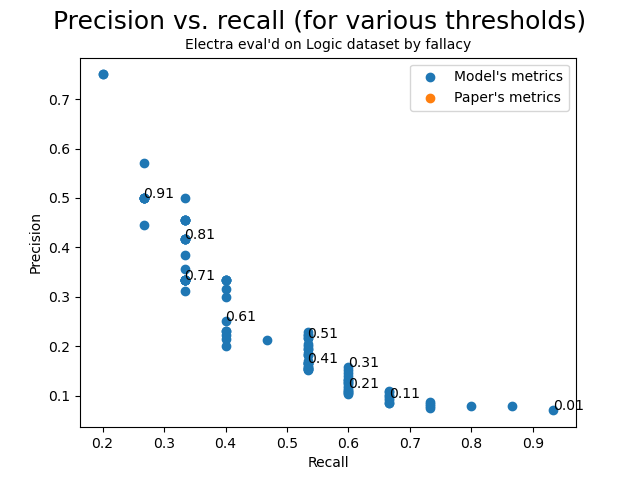 Precision vs. recall (for various thresholds)
Electra eval'd on Logic dataset by fallacy
Model's metrics
Paper's metrics
0.7
0.6
0.5
0.4
0.3
0.2
0.1
Precision
0.91
0.81
0.71
0.61
0.51
0.41
0.31
0.21
0.11
0.01
0.2 0.3 0.4 0.5 0.6 0.7 0.8 0.9
Recall